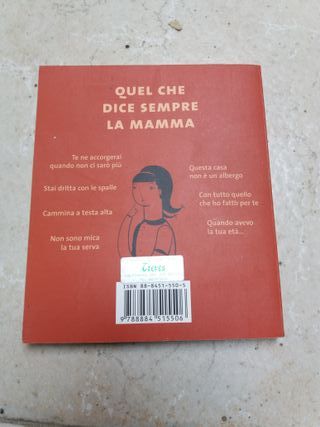 QUEL CHE
DICE SEMPRE
LA MAMMA
Te ne accorgerai
quando non ci sarò più
Stai dritta con le spalle
Cammina a testa alta
Non sono mica
la tua serva
Questa casa
non è un albergo
Con tutto quello
che ho fatto per te
Quando avevo
la tua età...
ISBN 88-8451-550-5
9 788884 515506